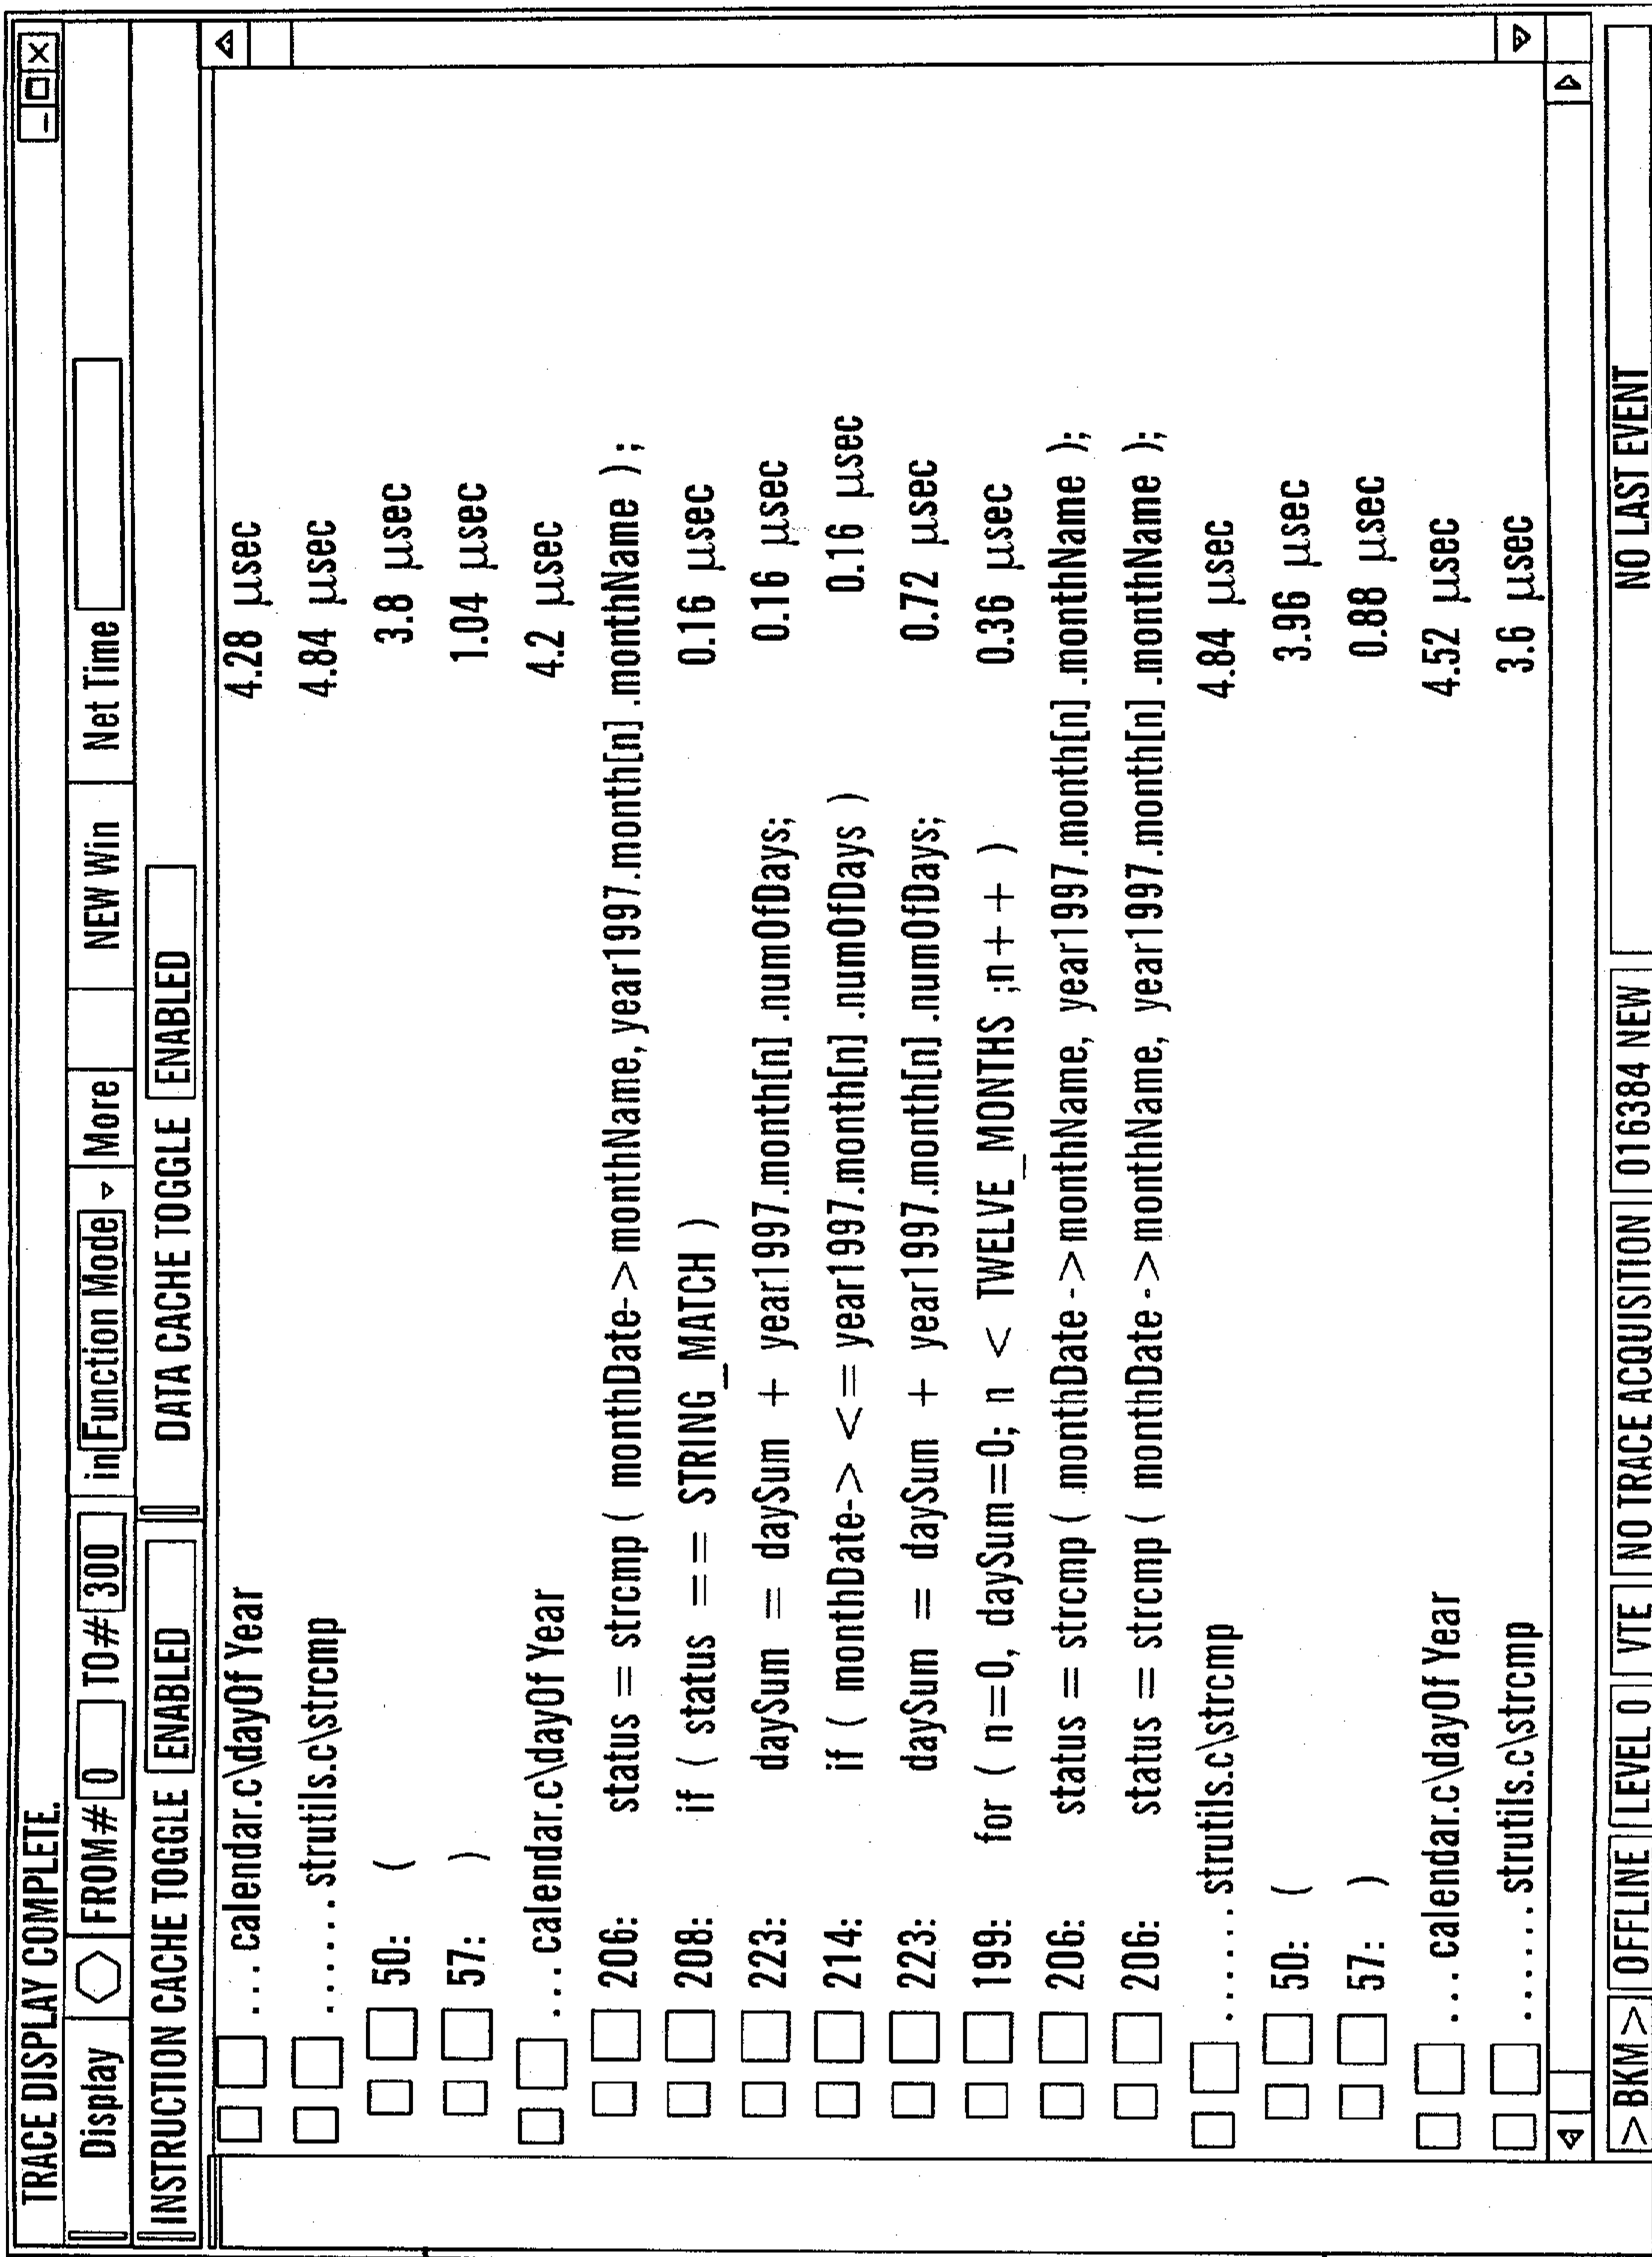 TRACE DISPLAY COMPLETE.
Display FROM# 0 TO# 300 in Function Mode More NEW Win Net Time
INSTRUCTION CACHE TOGGLE ENABLED DATA CACHE TOGGLE ENABLED
... calendar.c\dayOf Year 4.28 µsec
...... strutils.c\strcmp 4.84 µsec
50: ( 3.8 µsec
57: ) 1.04 µsec
... calendar.c\dayOf Year 4.2 µsec
206: status = strcmp ( monthDate->monthName, year1997.month[n] .monthName );
208: if ( status == STRING_MATCH ) 0.16 µsec
223: daySum = daySum + year1997.month[n] .numOfDays; 0.16 µsec
214: if ( monthDate-> <= year1997.month[n] .numOfDays ) 0.16 µsec
223: daySum = daySum + year1997.month[n] .numOfDays; 0.72 µsec
199: for ( n=0, daySum=0; n < TWELVE_MONTHS ;n++ ) 0.36 µsec
206: status = strcmp ( monthDate ->monthName, year1997.month[n] .monthName );
206: status = strcmp ( monthDate ->monthName, year1997.month[n] .monthName );
...... strutils.c\strcmp 4.84 µsec
50: ( 3.96 µsec
57: ) 0.88 µsec
... calendar.c\dayOf Year 4.52 µsec
...... strutils.c\strcmp 3.6 µsec
>BKM> OFFLINE LEVEL 0 VTE NO TRACE ACQUISITION 016384 NEW NO LAST EVENT